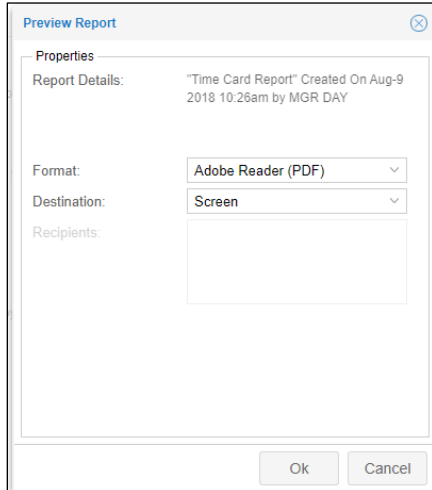 Preview Report
Properties
Report Details:
"Time Card Report" Created On Aug-9
2018 10:26am by MGR DAY
Format:
Adobe Reader (PDF)
Destination:
Screen
Recipients:
Ok
Cancel